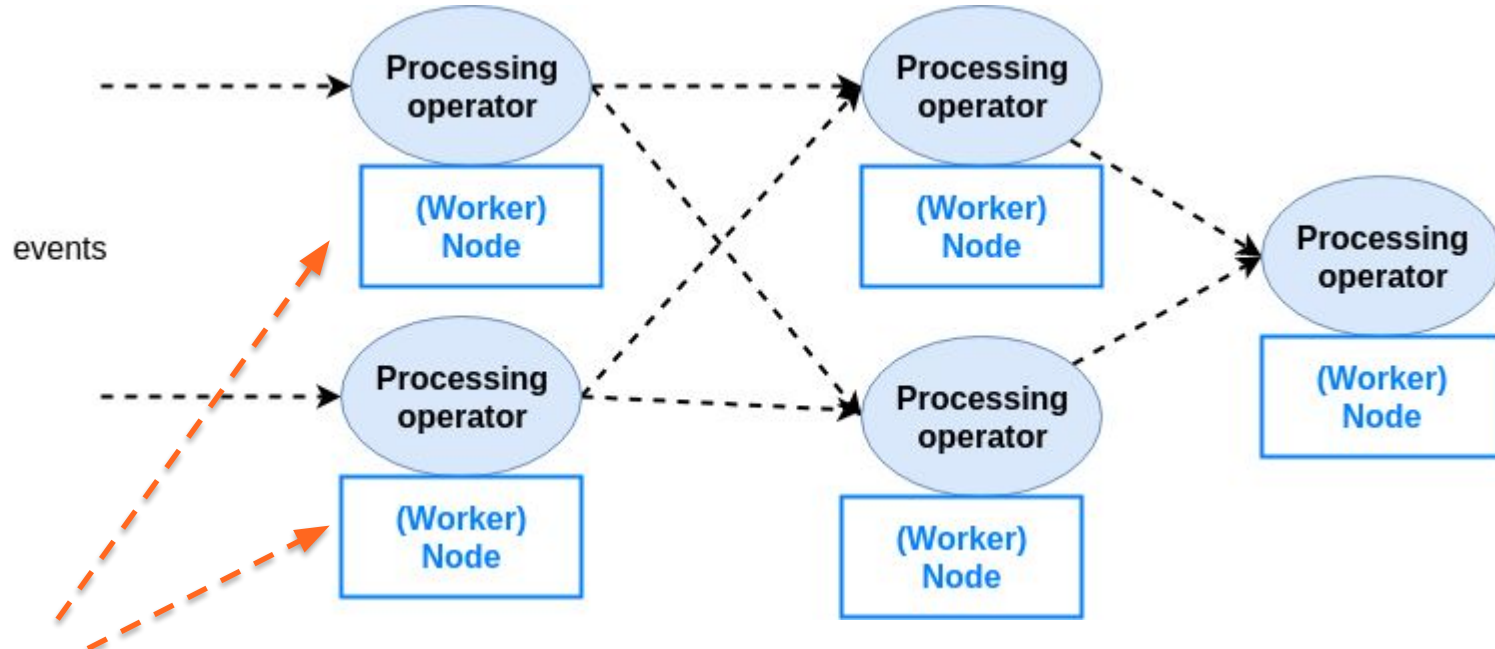 Processing
operator
(Worker)
Node
Processing
operator
(Worker)
Node
events
Processing
operator
(Worker)
Node
Processing
operator
(Worker)
Node
Processing
operator
(Worker)
Node